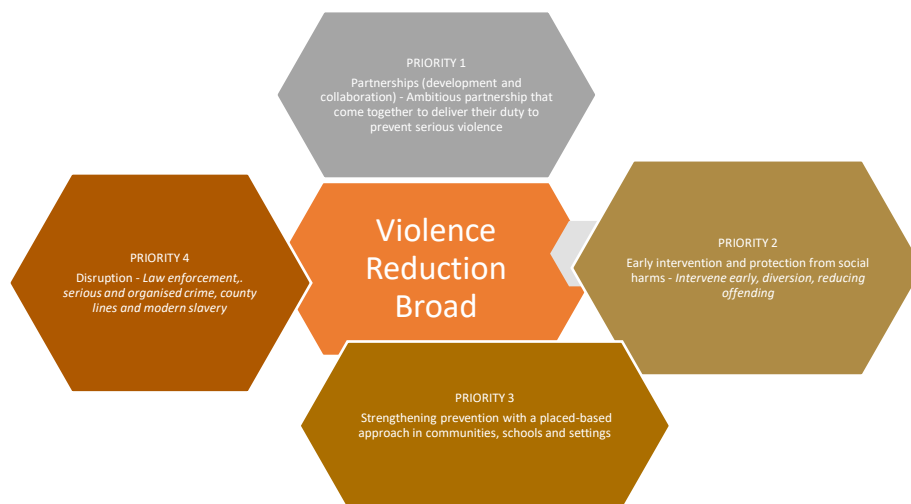 PRIORITY 1
Partnerships (development and
collaboration) - Ambitious partnership that
come together to deliver their duty to
prevent serious violence
Violence
Reduction
Broad
PRIORITY 2
Early intervention and protection from social
harms - Intervene early, diversion, reducing
offending
PRIORITY 4
Disruption - Law enforcement,.
serious and organised crime, county
lines and modern slavery
PRIORITY 3
Strengthening prevention with a placed-based
approach in communities, schools and settings